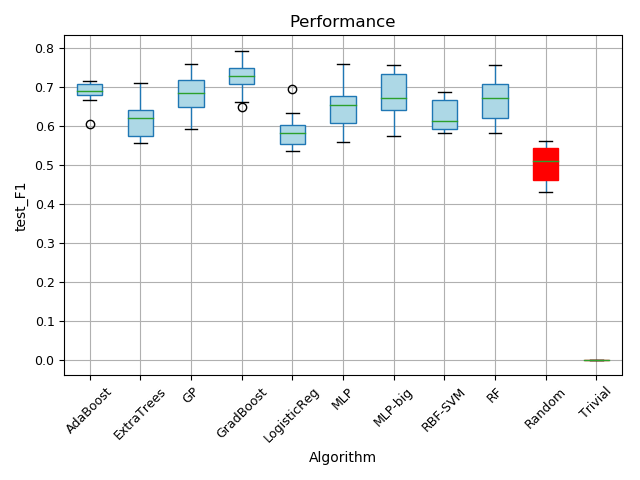 Performance
test_F1
0.8
0.7
0.6
0.5
0.4
0.3
0.2
0.1
0.0
AdaBoost
ExtraTrees
GP
GradBoost
LogisticReg
MLP
MLP-big
RBF-SVM
RF
Random
Trivial
Algorithm